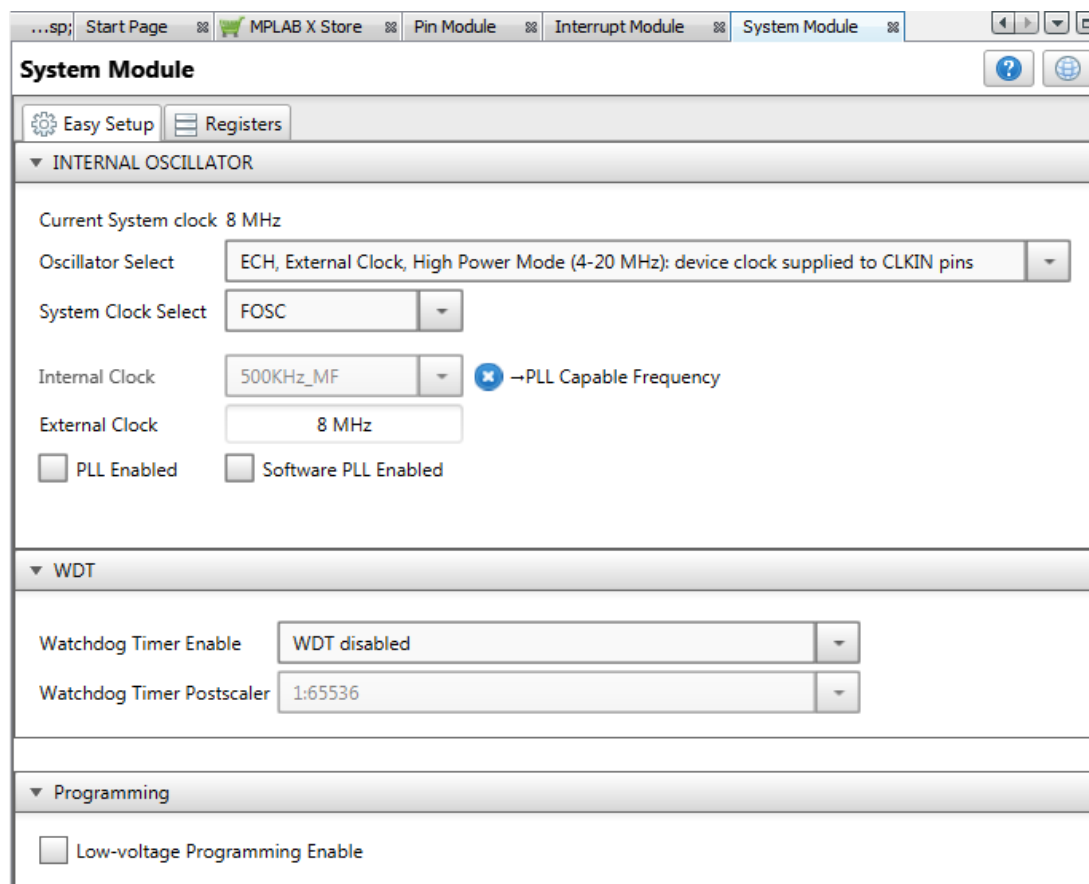 ...sp; Start Page MPLAB X Store Pin Module Interrupt Module System Module
System Module
Easy Setup Registers
INTERNAL OSCILLATOR
Current System clock 8 MHz
Oscillator Select ECH, External Clock, High Power Mode (4-20 MHz): device clock supplied to CLKIN pins
System Clock Select FOSC
Internal Clock 500KHz_MF →PLL Capable Frequency
External Clock 8 MHz
PLL Enabled Software PLL Enabled
WDT
Watchdog Timer Enable WDT disabled
Watchdog Timer Postscaler 1:65536
Programming
Low-voltage Programming Enable